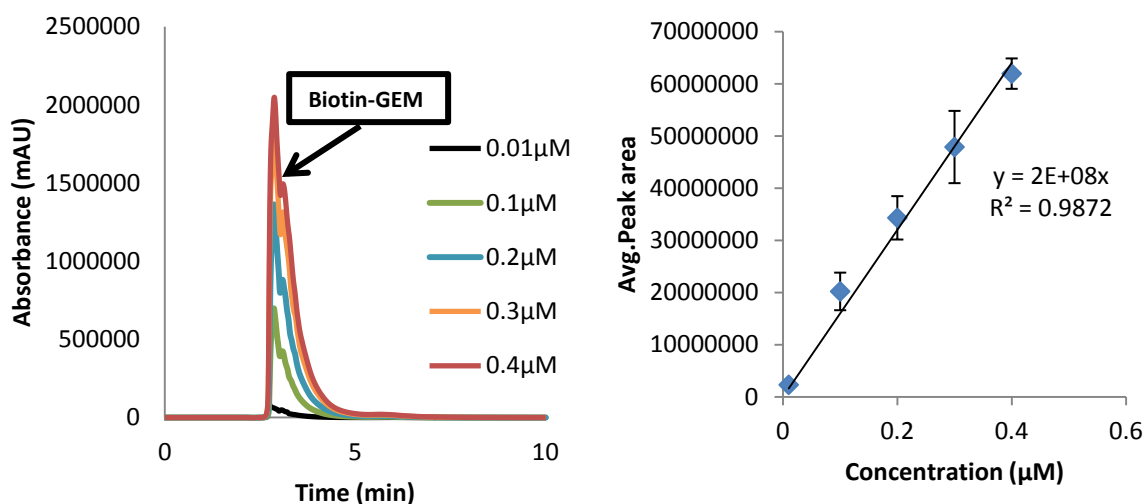 Absorbance (mAU)
2500000
2000000
1500000
1000000
500000
0
0
5
10
Time (min)
Biotin-GEM
0.01µM
0.1µM
0.2µM
0.3µM
0.4µM
Avg.Peak area
70000000
60000000
50000000
40000000
30000000
20000000
10000000
0
0
0.2
0.4
0.6
Concentration (µM)
y = 2E+08x
R² = 0.9872